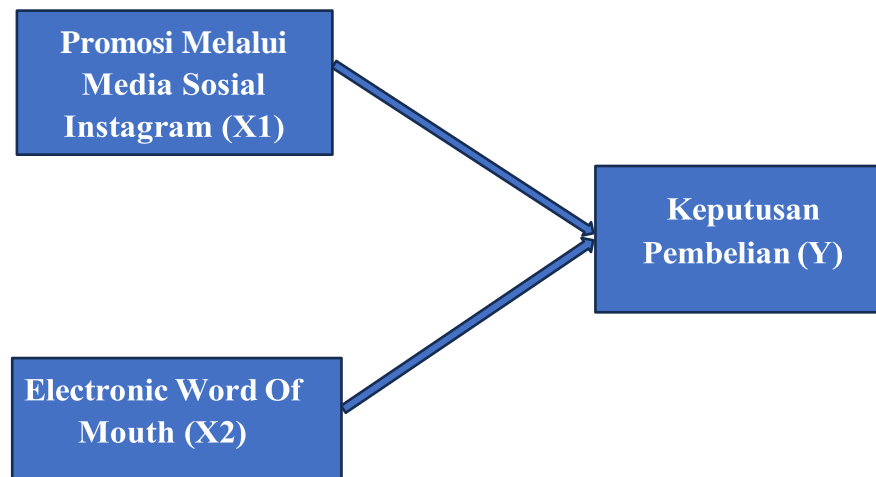 Promosi Melalui
Media Sosial
Instagram (X1)
Keputusan
Pembelian (Y)
Electronic Word Of
Mouth (X2)